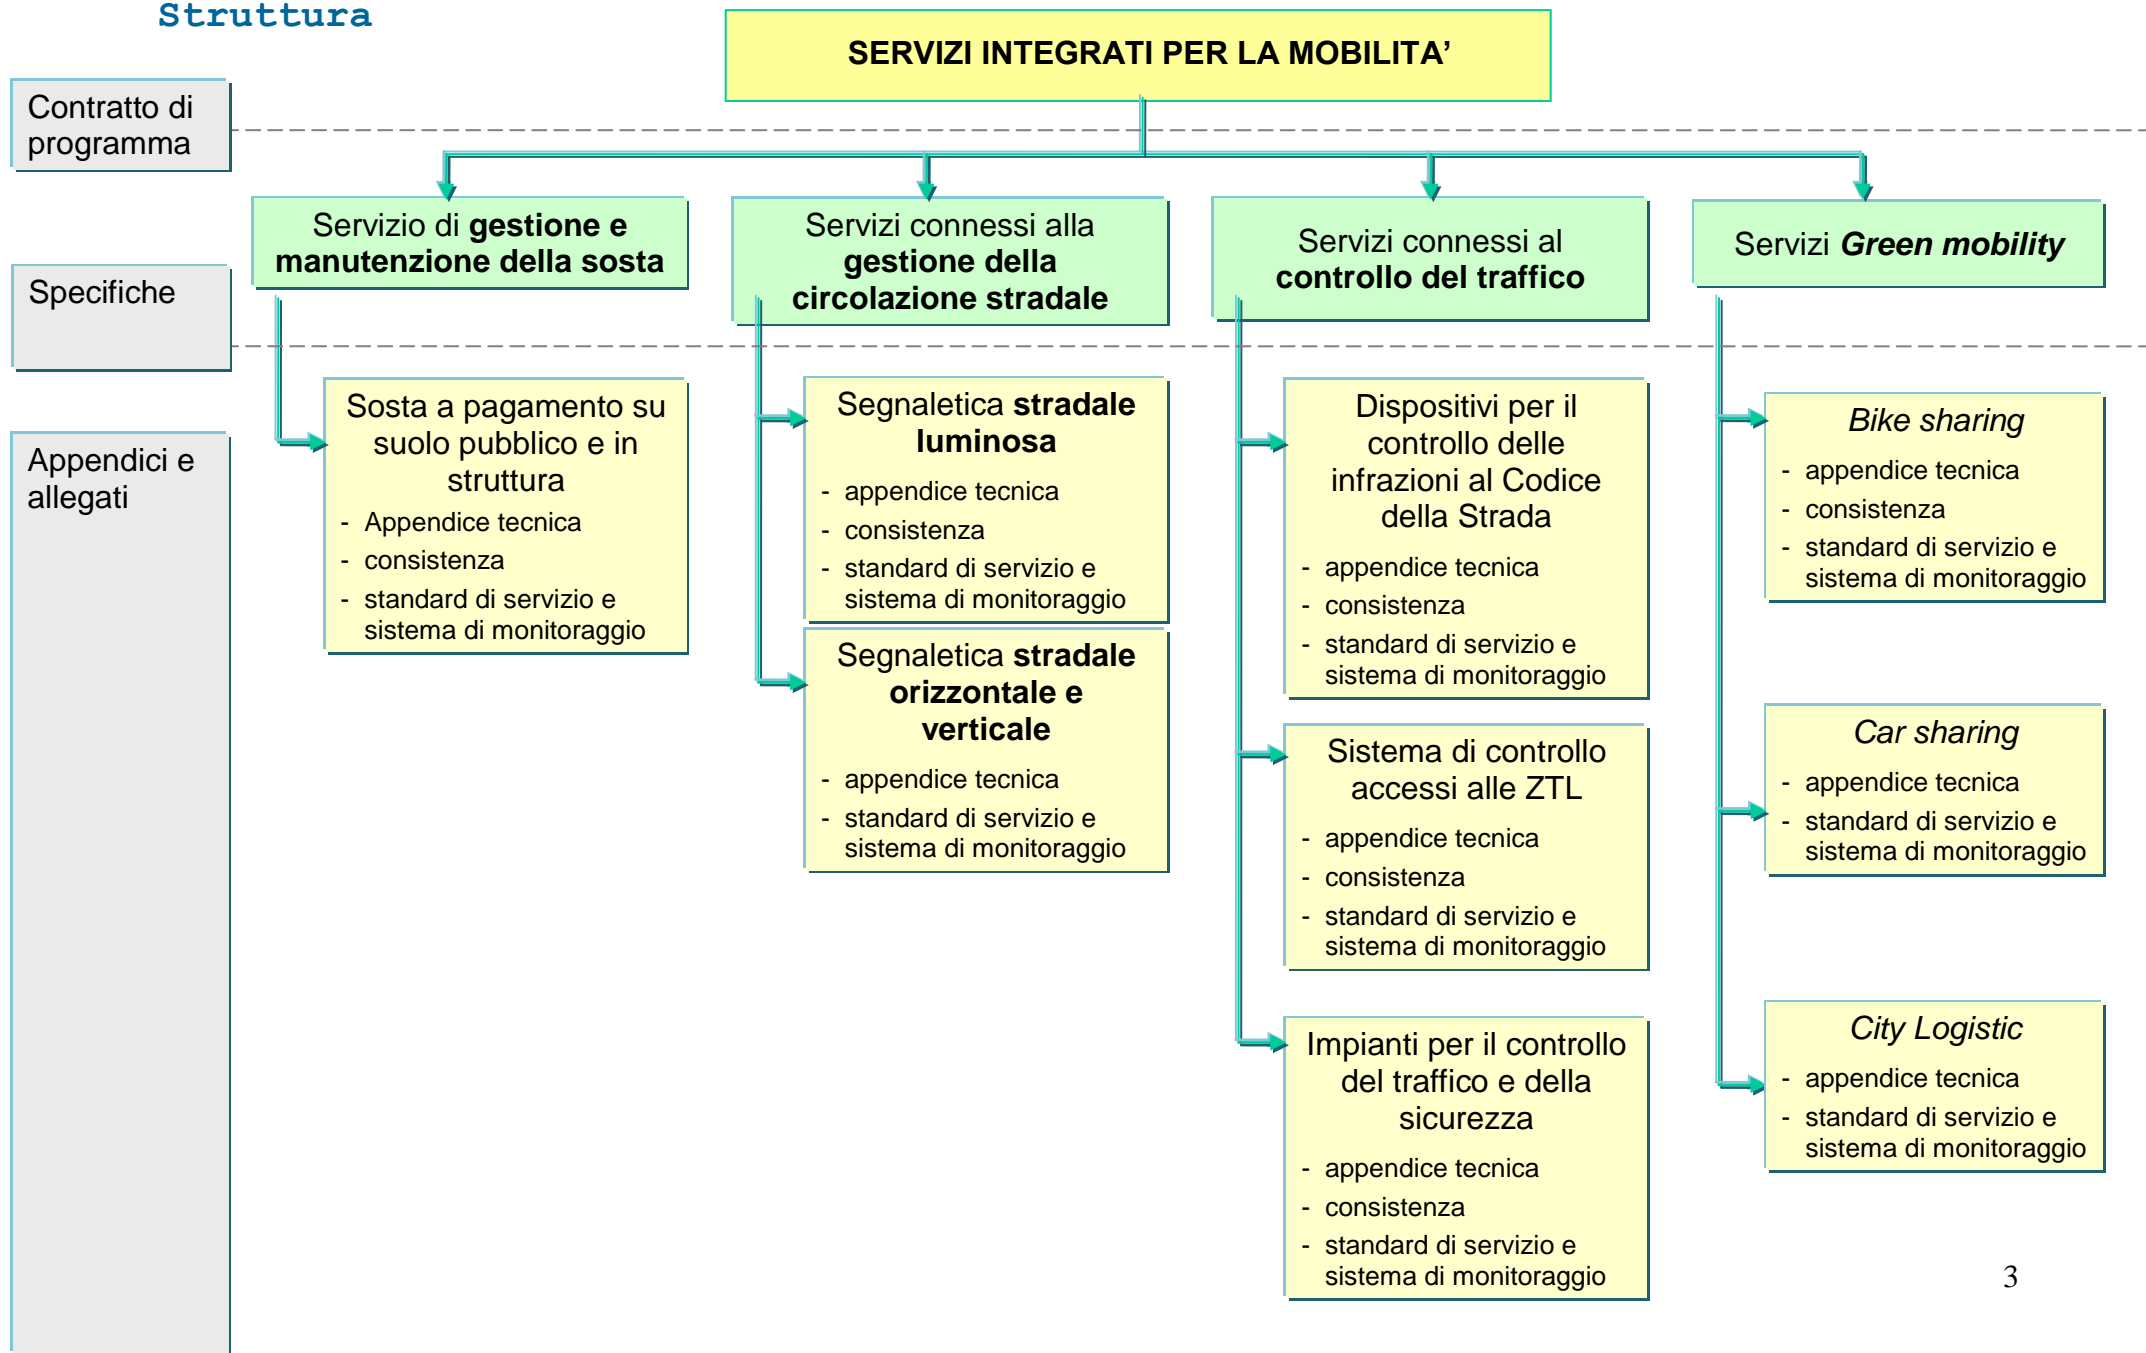 Struttura
SERVIZI INTEGRATI PER LA MOBILITA’
Contratto di
programma
Servizio di gestione e
manutenzione della sosta
Servizi connessi alla
gestione della
circolazione stradale
Servizi connessi al
controllo del traffico
Servizi Green mobility
Specifiche
Appendici e
allegati
Sosta a pagamento su
suolo pubblico e in
struttura
- Appendice tecnica
- consistenza
- standard di servizio e
sistema di monitoraggio
Segnaletica stradale
luminosa
- appendice tecnica
- consistenza
- standard di servizio e
sistema di monitoraggio
Segnaletica stradale
orizzontale e
verticale
- appendice tecnica
- standard di servizio e
sistema di monitoraggio
Dispositivi per il
controllo delle
infrazioni al Codice
della Strada
- appendice tecnica
- consistenza
- standard di servizio e
sistema di monitoraggio
Sistema di controllo
accessi alle ZTL
- appendice tecnica
- consistenza
- standard di servizio e
sistema di monitoraggio
Impianti per il controllo
del traffico e della
sicurezza
- appendice tecnica
- consistenza
- standard di servizio e
sistema di monitoraggio
Bike sharing
- appendice tecnica
- consistenza
- standard di servizio e
sistema di monitoraggio
Car sharing
- appendice tecnica
- standard di servizio e
sistema di monitoraggio
City Logistic
- appendice tecnica
- standard di servizio e
sistema di monitoraggio
3